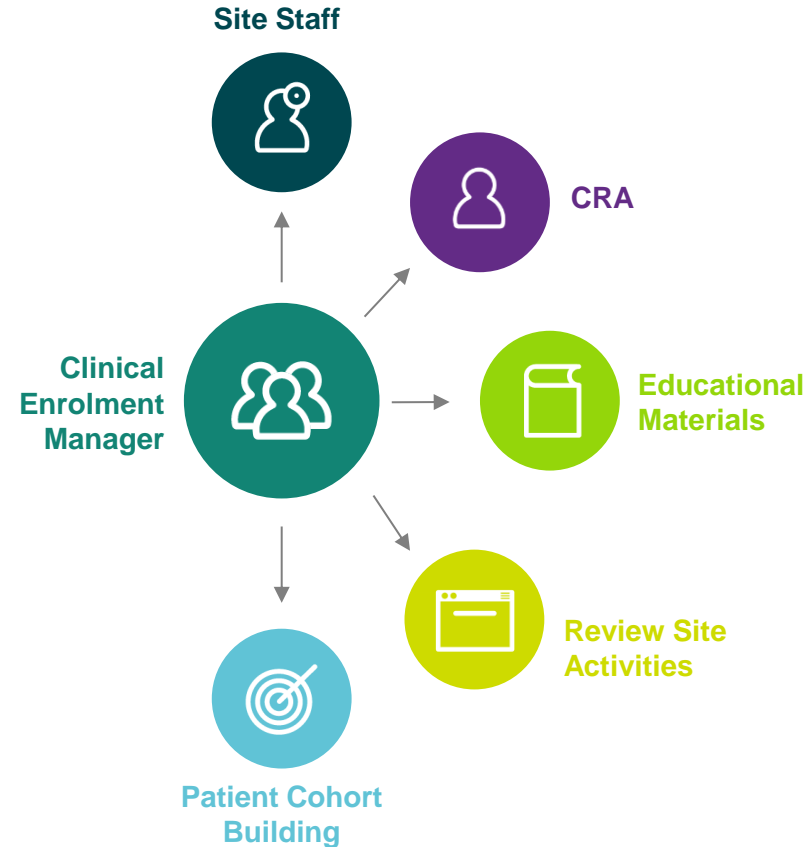 Site Staff
CRA
Clinical
Enrolment
Manager
Educational
Materials
Review Site
Activities
Patient Cohort
Building